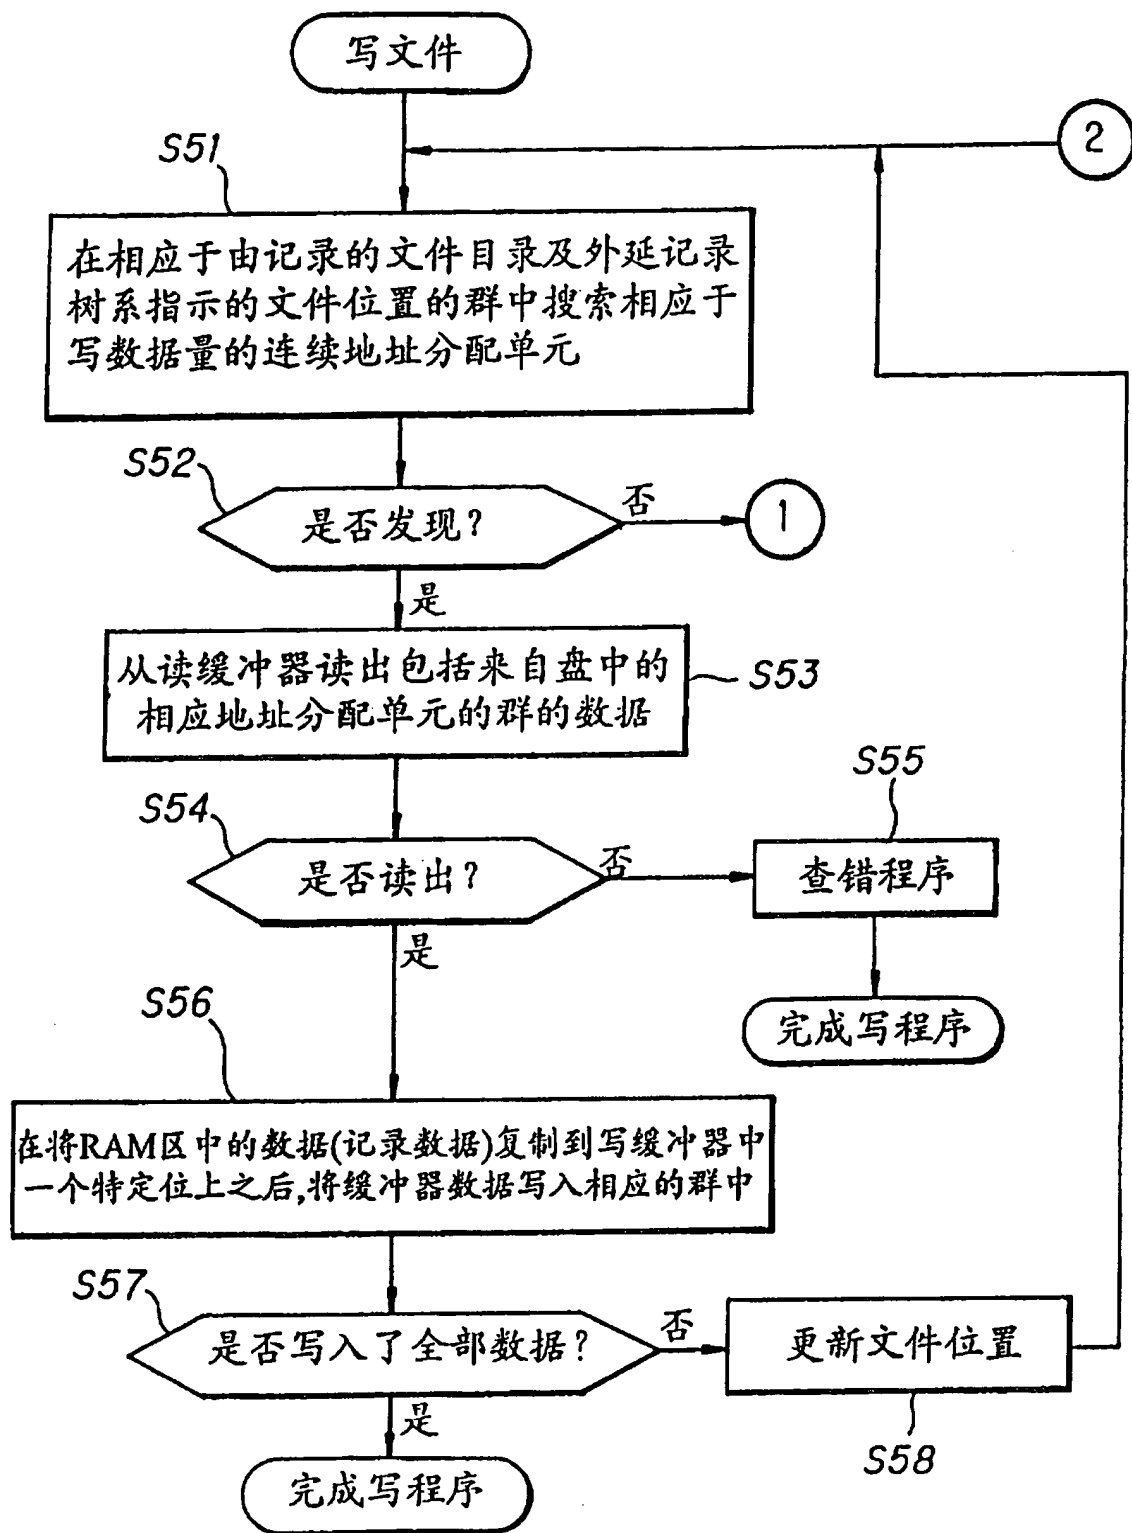 写文件
2
S51
在相应于由记录的文件目录及外延记录
树系指示的文件位置的群中搜索相应于
写数据量的连续地址分配单元
S52
是否发现?
否
1
是
从读缓冲器读出包括来自盘中的
相应地址分配单元的群的数据
S53
S54
是否读出?
否
S55
查错程序
是
完成写程序
S56
在将RAM区中的数据(记录数据)复制到写缓冲器中
一个特定位上之后,将缓冲器数据写入相应的群中
S57
是否写入了全部数据?
否
更新文件位置
S58
是
完成写程序